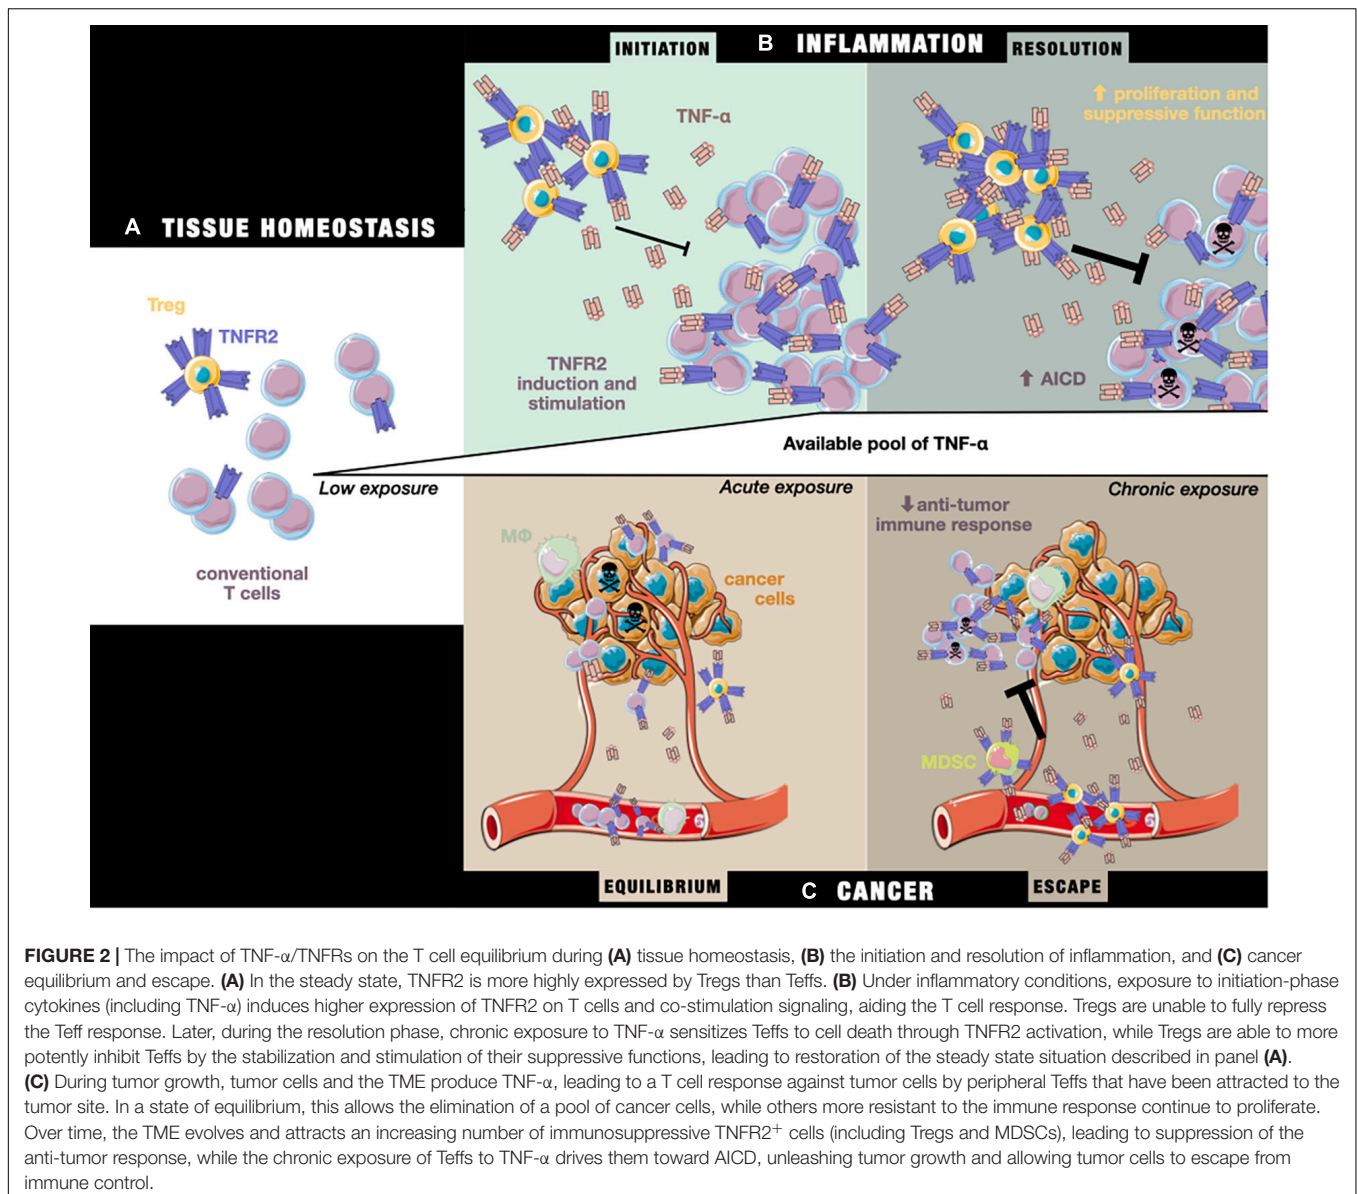 INITIATION
B INFLAMMATION
RESOLUTION
TNF-α
⬆ proliferation and
suppressive function
A TISSUE HOMEOSTASIS
Treg
TNFR2
TNFR2
induction and
stimulation
⬆ AICD
Available pool of TNF-α
Low exposure
Acute exposure
Chronic exposure
conventional
T cells
MΦ
cancer
cells
⬇anti-tumor
immune response
MDSC
EQUILIBRIUM
C CANCER
ESCAPE
FIGURE 2 | The impact of TNF-α/TNFRs on the T cell equilibrium during (A) tissue homeostasis, (B) the initiation and resolution of inflammation, and (C) cancer
equilibrium and escape. (A) In the steady state, TNFR2 is more highly expressed by Tregs than Teffs. (B) Under inflammatory conditions, exposure to initiation-phase
cytokines (including TNF-α) induces higher expression of TNFR2 on T cells and co-stimulation signaling, aiding the T cell response. Tregs are unable to fully repress
the Teff response. Later, during the resolution phase, chronic exposure to TNF-α sensitizes Teffs to cell death through TNFR2 activation, while Tregs are able to more
potently inhibit Teffs by the stabilization and stimulation of their suppressive functions, leading to restoration of the steady state situation described in panel (A).
(C) During tumor growth, tumor cells and the TME produce TNF-α, leading to a T cell response against tumor cells by peripheral Teffs that have been attracted to the
tumor site. In a state of equilibrium, this allows the elimination of a pool of cancer cells, while others more resistant to the immune response continue to proliferate.
Over time, the TME evolves and attracts an increasing number of immunosuppressive TNFR2⁺ cells (including Tregs and MDSCs), leading to suppression of the
anti-tumor response, while the chronic exposure of Teffs to TNF-α drives them toward AICD, unleashing tumor growth and allowing tumor cells to escape from
immune control.